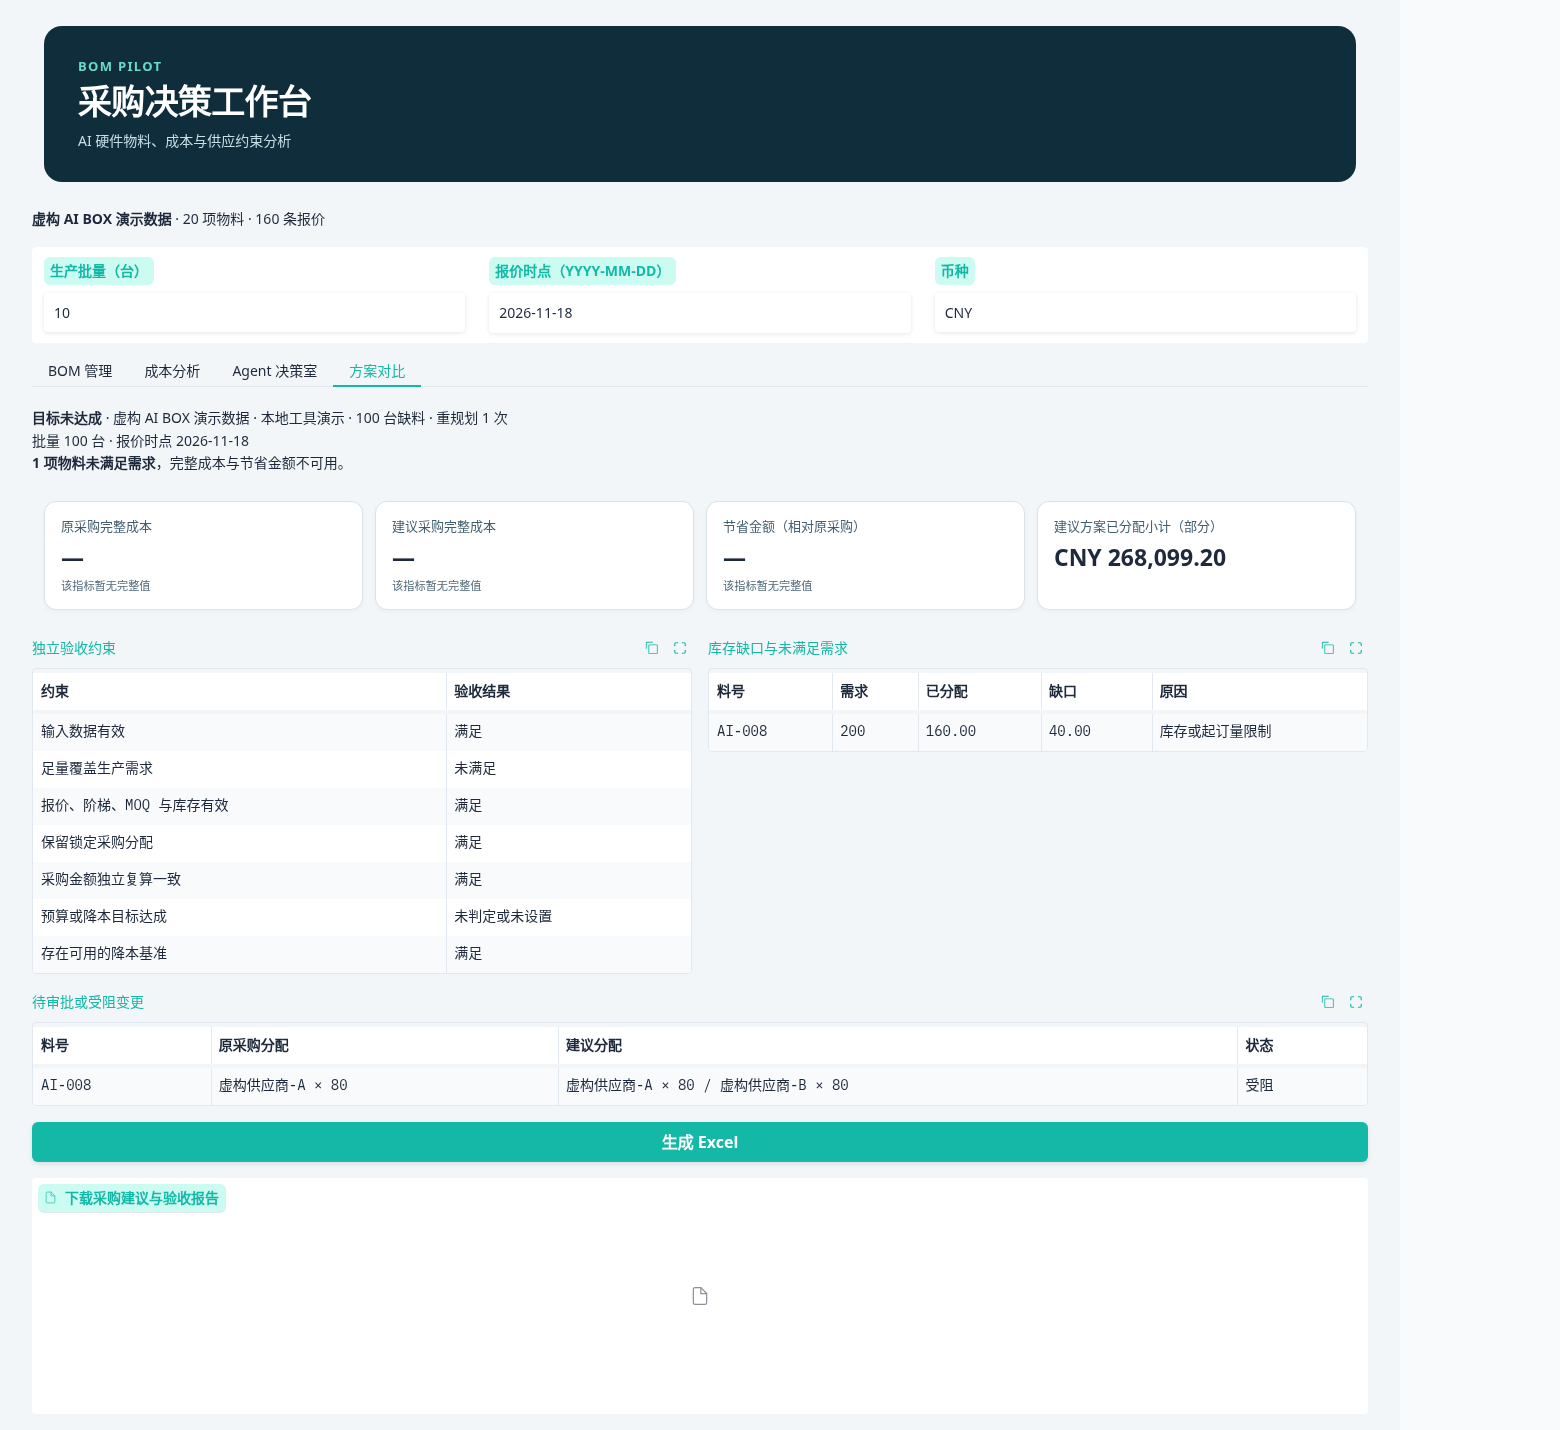 BOM PILOT
采购决策工作台
AI 硬件物料、成本与供应约束分析
虚构 AI BOX 演示数据 · 20 项物料 · 160 条报价
生产批量（台） 报价时点（YYYY-MM-DD） 币种
10 2026-11-18 CNY
BOM 管理 成本分析 Agent 决策室 方案对比
目标未达成 · 虚构 AI BOX 演示数据 · 本地工具演示 · 100 台缺料 · 重规划 1 次
批量 100 台 · 报价时点 2026-11-18
1 项物料未满足需求，完整成本与节省金额不可用。
原采购完整成本
—
该指标暂无完整值
建议采购完整成本
—
该指标暂无完整值
节省金额（相对原采购）
—
该指标暂无完整值
建议方案已分配小计（部分）
CNY 268,099.20
独立验收约束
约束 验收结果
输入数据有效 满足
足量覆盖生产需求 未满足
报价、阶梯、MOQ 与库存有效 满足
保留锁定采购分配 满足
采购金额独立复算一致 满足
预算或降本目标达成 未判定或未设置
存在可用的降本基准 满足
库存缺口与未满足需求
料号 需求 已分配 缺口 原因
AI-008 200 160.00 40.00 库存或起订量限制
待审批或受阻变更
料号 原采购分配 建议分配 状态
AI-008 虚构供应商-A × 80 虚构供应商-A × 80 / 虚构供应商-B × 80 受阻
生成 Excel
下载采购建议与验收报告